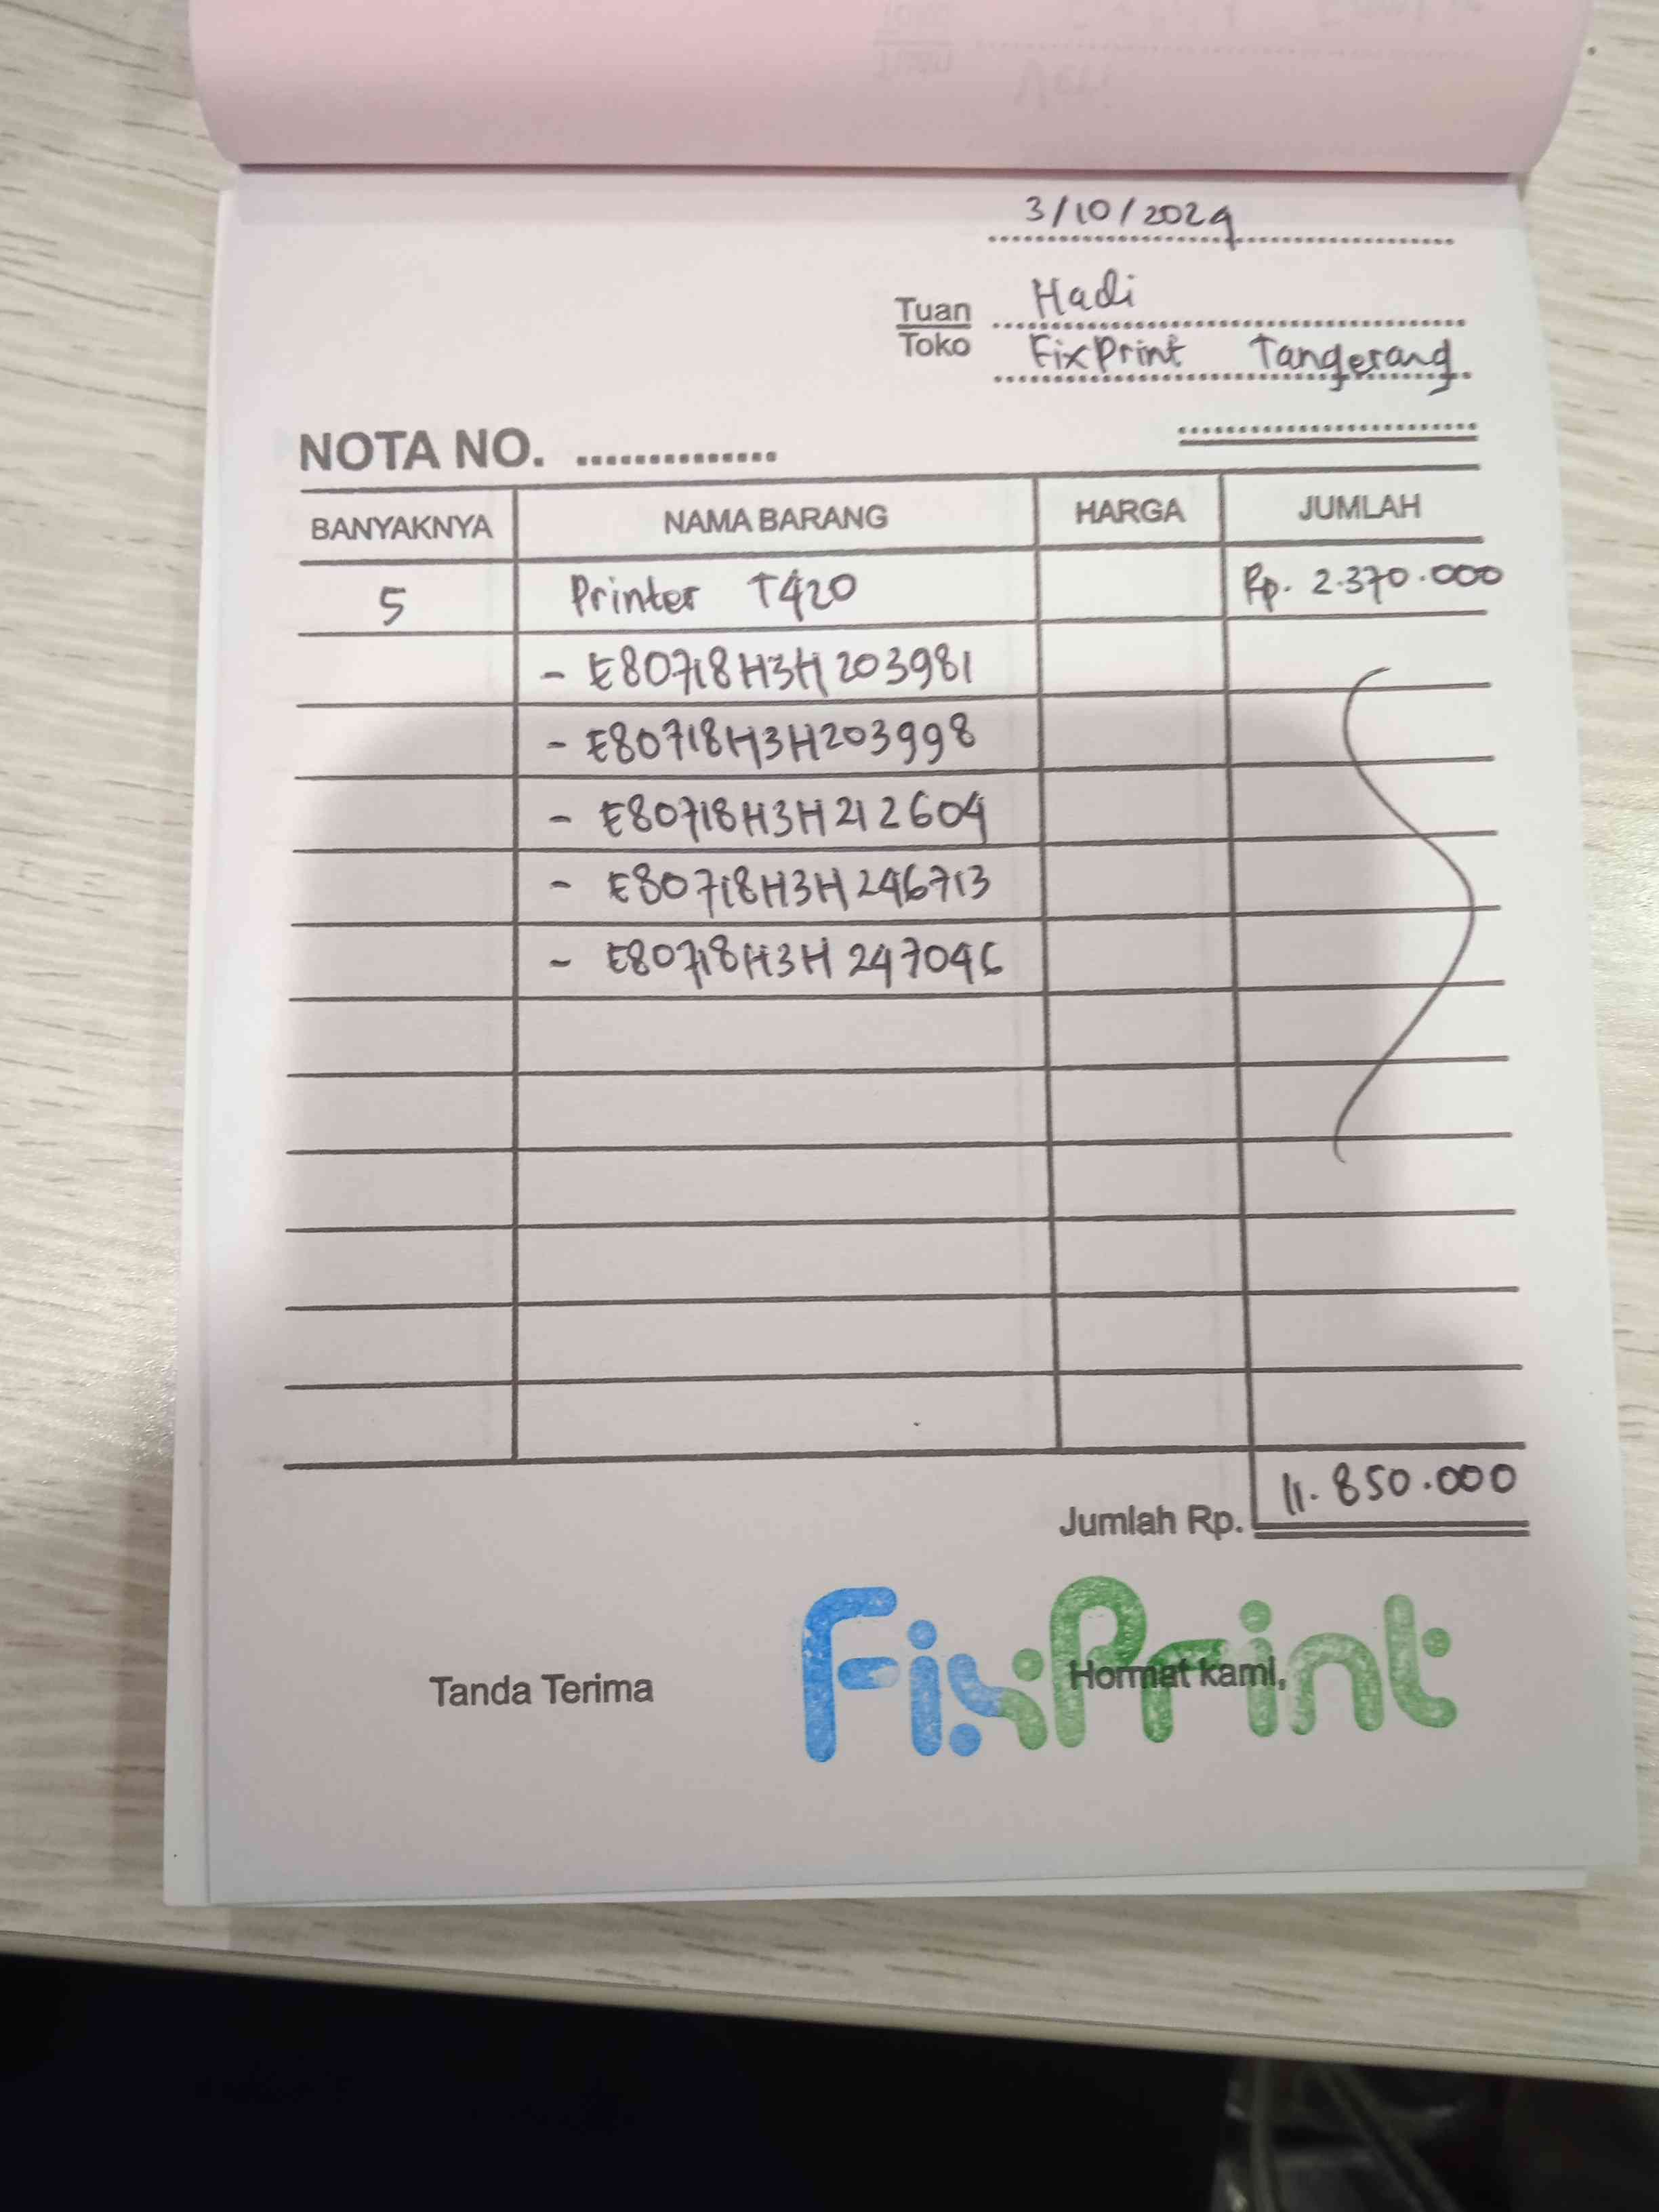 3/10/2024
Tuan Hadi
Toko FixPrint Tangerang
NOTA NO. ...............
BANYAKNYA NAMA BARANG HARGA JUMLAH
5 Printer T420 Rp. 2.370.000
- E80718H3H203981
- E80718H3H203998
- E80718H3H212604
- E80718H3H246713
- E80718H3H247046
Jumlah Rp. 11.850.000
FixPrint
Tanda Terima Hormat kami,